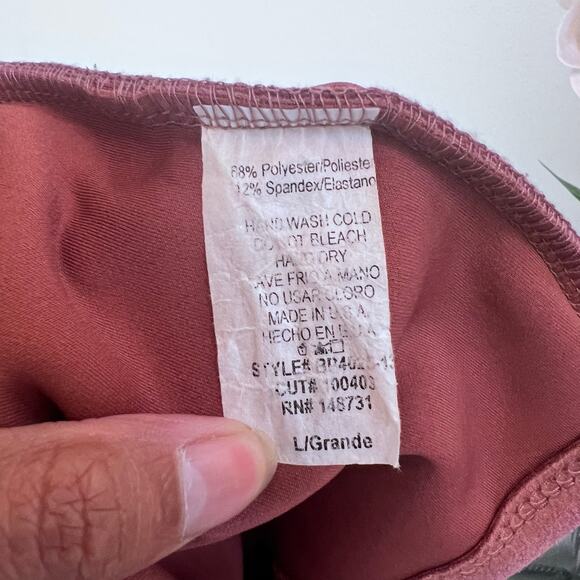 88% Polyester/Polieste
12% Spandex/Elastano
HAND WASH COLD
DO NOT BLEACH
HANG DRY
LAVE FRIO A MANO
NO USAR CLORO
MADE IN U.S.A
HECHO EN E.U.A
STYLE#
CUT# 100403
RN# 148731
L/Grande